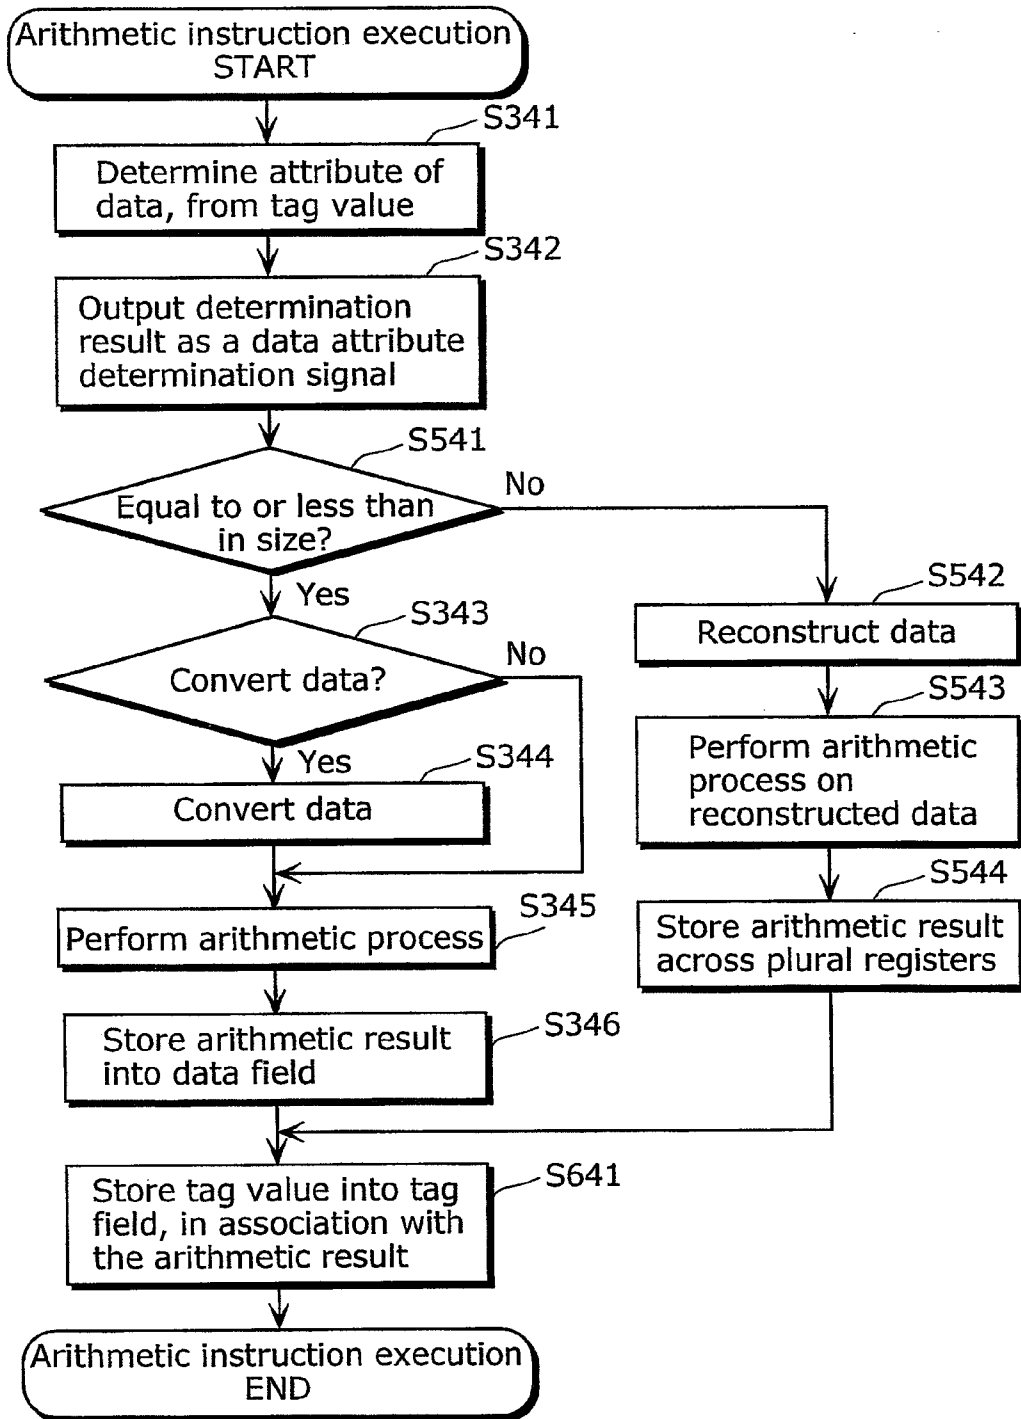 Arithmetic instruction execution
START
S341
Determine attribute of
data, from tag value
S342
Output determination
result as a data attribute
determination signal
S541
Equal to or less than
in size?
No
Yes
S542
Reconstruct data
S343
Convert data?
No
Yes
S543
Perform arithmetic
process on
reconstructed data
S344
Convert data
S544
Store arithmetic result
across plural registers
S345
Perform arithmetic process
S346
Store arithmetic result
into data field
S641
Store tag value into tag
field, in association with
the arithmetic result
Arithmetic instruction execution
END